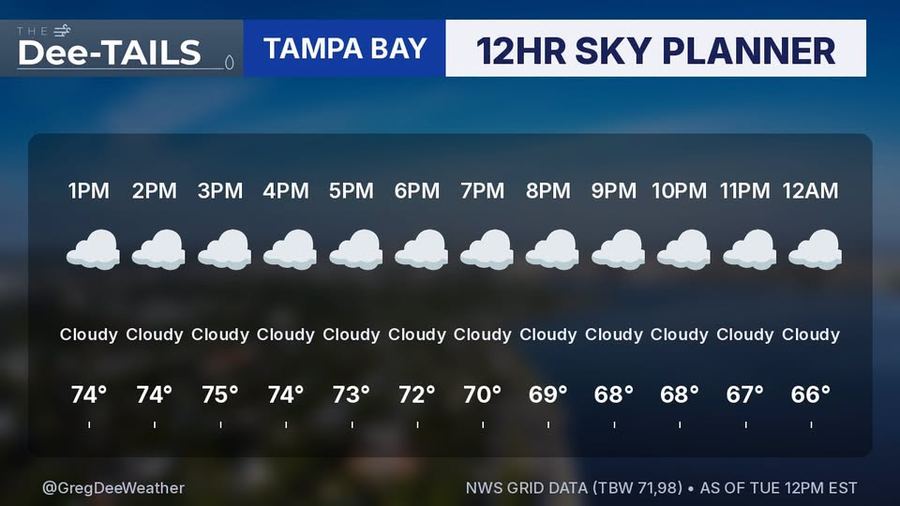 THE
Dee-TAILS
TAMPA BAY
12HR SKY PLANNER
1PM 2PM 3PM 4PM 5PM 6PM 7PM 8PM 9PM 10PM 11PM 12AM
Cloudy Cloudy Cloudy Cloudy Cloudy Cloudy Cloudy Cloudy Cloudy Cloudy Cloudy Cloudy
74° 74° 75° 74° 73° 72° 70° 69° 68° 68° 67° 66°
@GregDeeWeather
NWS GRID DATA (TBW 71,98) • AS OF TUE 12PM EST